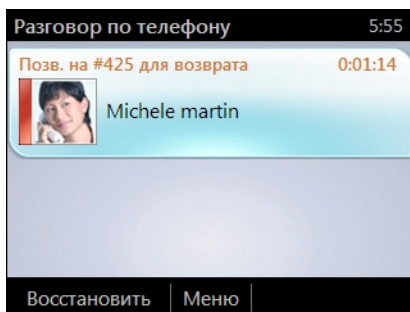 Разговор по телефону 5:55
Позв. на #425 для возврата 0:01:14
Michele martin
Восстановить Меню